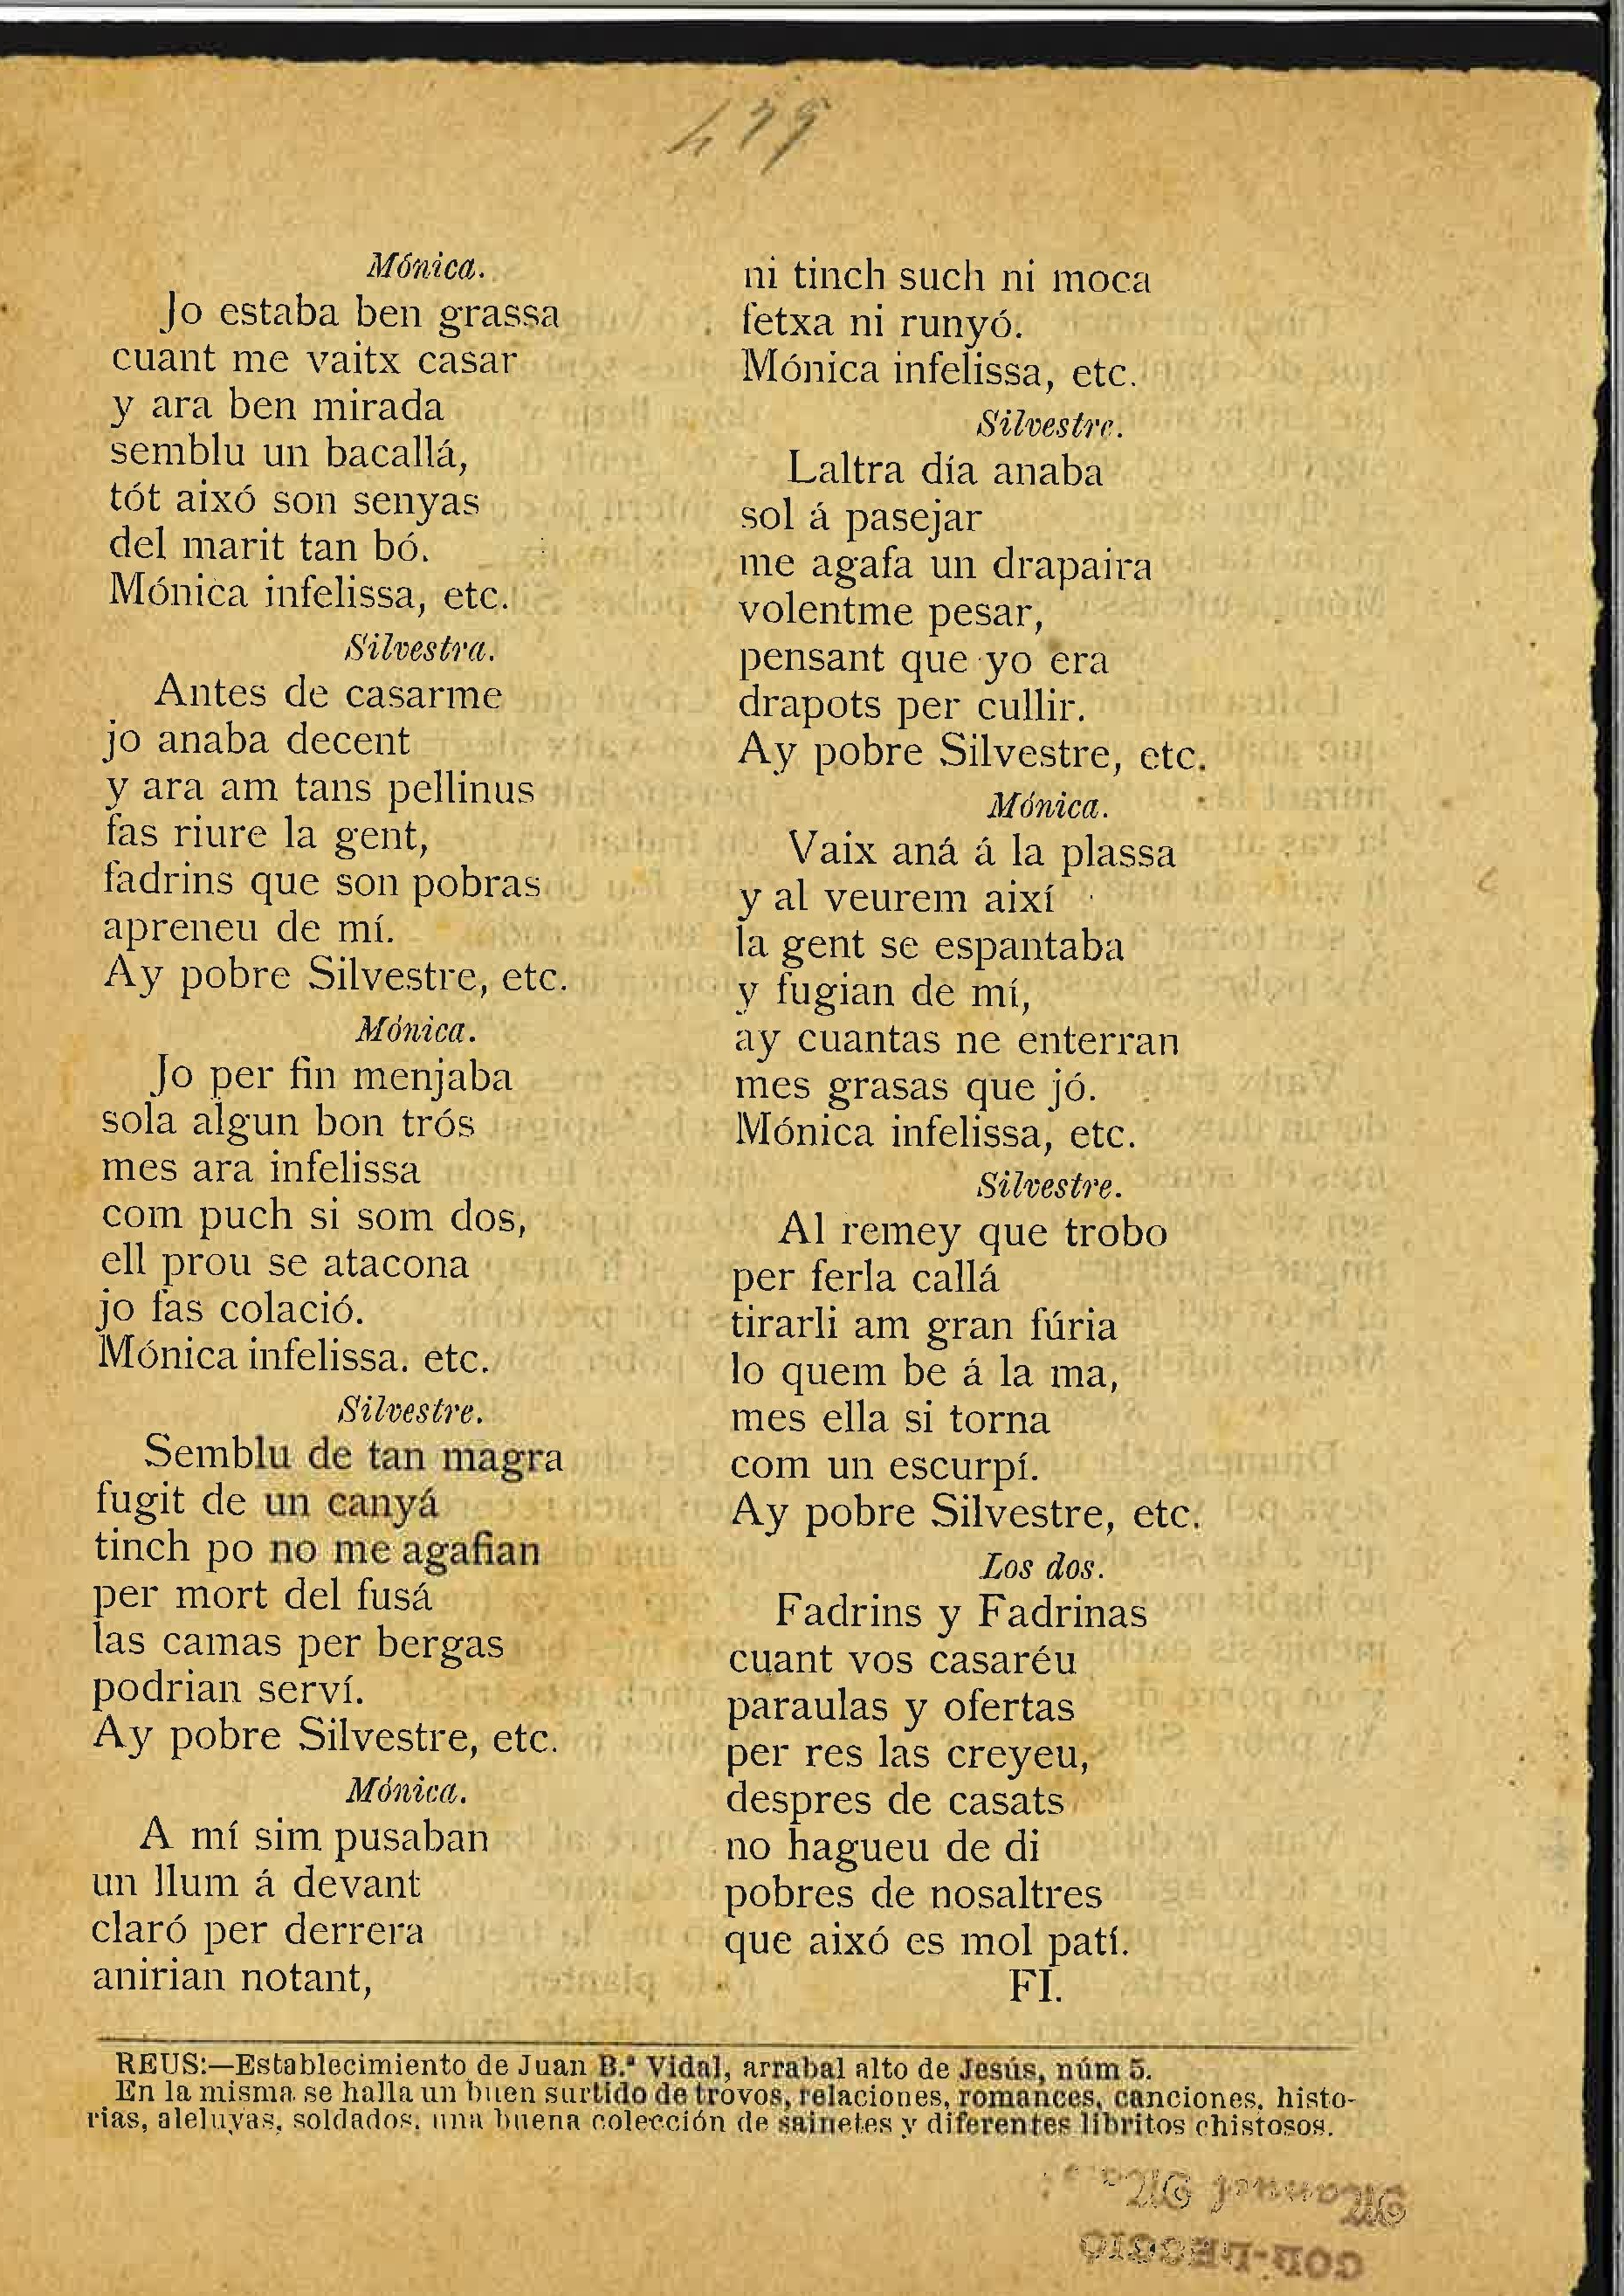 479
Mónica.
Jo estaba ben grassa
cuant me vaitx casar
y ara ben mirada
semblu un bacallá,
tót aixó son senyas
del marit tan bó.
Mónica infelissa, etc.
Silvestra.
Antes de casarme
jo anaba decent
y ara am tans pellinus
fas riure la gent,
fadrins que son pobras
apreneu de mí.
Ay pobre Silvestre, etc.
Mónica.
Jo per fin menjaba
sola algun bon trós
mes ara infelissa
com puch si som dos,
ell prou se atacona
jo fas colació.
Mónica infelissa. etc.
Silvestre.
Semblu de tan magra
fugit de un canyá
tinch po no me agafian
per mort del fusá
las camas per bergas
podrian serví.
Ay pobre Silvestre, etc.
Mónica.
A mí sim pusaban
un llum á devant
claró per derrera
anirian notant,
ni tinch such ni moca
fetxa ni runyó.
Mónica infelissa, etc.
Silvestre.
Laltra día anaba
sol á pasejar
me agafa un drapaira
volentme pesar,
pensant que yo era
drapots per cullir.
Ay pobre Silvestre, etc.
Mónica.
Vaix aná á la plassa
y al veurem així
la gent se espantaba
y fugian de mí,
ay cuantas ne enterran
mes grasas que jó.
Mónica infelissa, etc.
Silvestre.
Al remey que trobo
per ferla callá
tirarli am gran fúria
lo quem be á la ma,
mes ella si torna
com un escurpí.
Ay pobre Silvestre, etc.
Los dos.
Fadrins y Fadrinas
cuant vos casaréu
paraulas y ofertas
per res las creyeu,
despres de casats
no hagueu de di
pobres de nosaltres
que aixó es mol patí.
FI.
REUS:—Establecimiento de Juan B.ª Vidal, arrabal alto de Jesús, núm 5.
En la misma se halla un buen surtido de trovos, relaciones, romances, canciones, histo-
rias, aleluyas, soldados, una buena colección de sainetes y diferentes libritos chistosos.